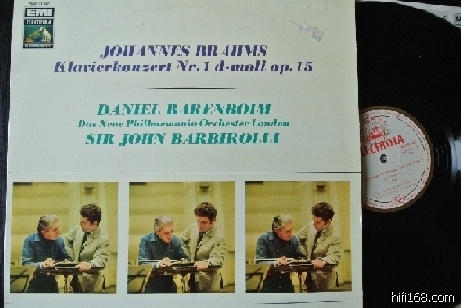 EMI
ELECTROLA
JOHANNES BRAHMS
Klavierkonzert Nr. 1 d-moll op. 15
DANIEL BARENBOIM
Das Neue Philharmonia Orchester London
SIR JOHN BARBIROLLI
ELECTROLA
hifi168.com